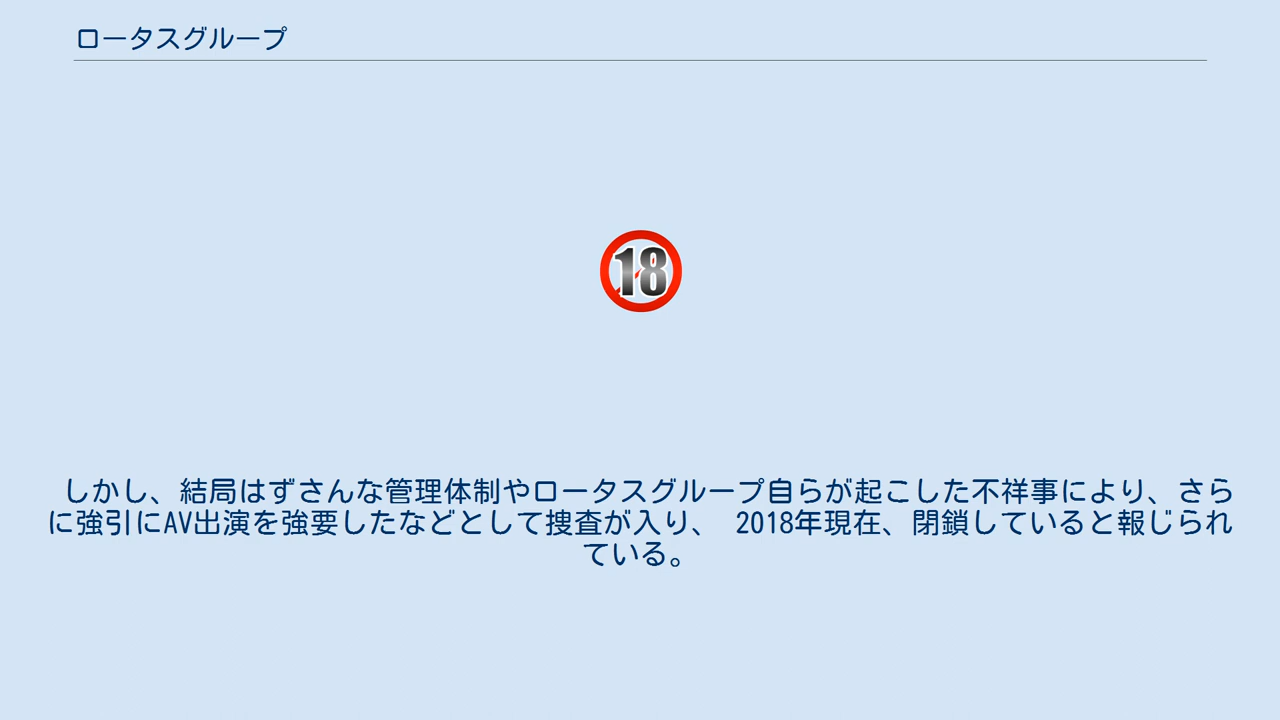 ロータスグループ
18
しかし、結局はずさんな管理体制やロータスグループ自らが起こした不祥事により、さら
に強引にAV出演を強要したなどとして捜査が入り、 2018年現在、閉鎖していると報じられ
ている。